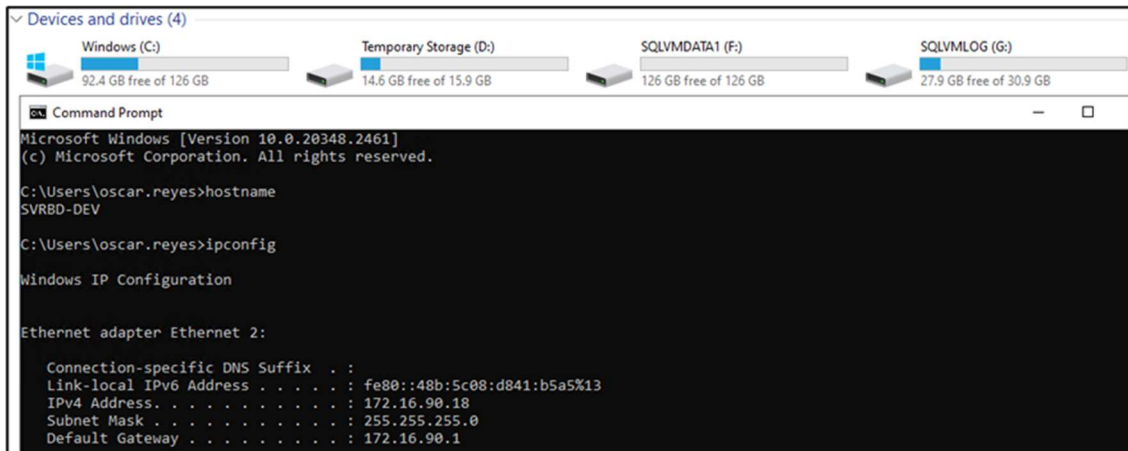 Devices and drives (4)
Windows (C:)
92.4 GB free of 126 GB
Temporary Storage (D:)
14.6 GB free of 15.9 GB
SQLVMDATA1 (F:)
126 GB free of 126 GB
SQLVMLOG (G:)
27.9 GB free of 30.9 GB
Command Prompt
Microsoft Windows [Version 10.0.20348.2461]
(c) Microsoft Corporation. All rights reserved.
C:\Users\oscar.reyes>hostname
SVRBD-DEV
C:\Users\oscar.reyes>ipconfig
Windows IP Configuration
Ethernet adapter Ethernet 2:
Connection-specific DNS Suffix . :
Link-local IPv6 Address . . . . . : fe80::48b:5c08:d841:b5a5%13
IPv4 Address. . . . . . . . . . . : 172.16.90.18
Subnet Mask . . . . . . . . . . . : 255.255.255.0
Default Gateway . . . . . . . . . : 172.16.90.1